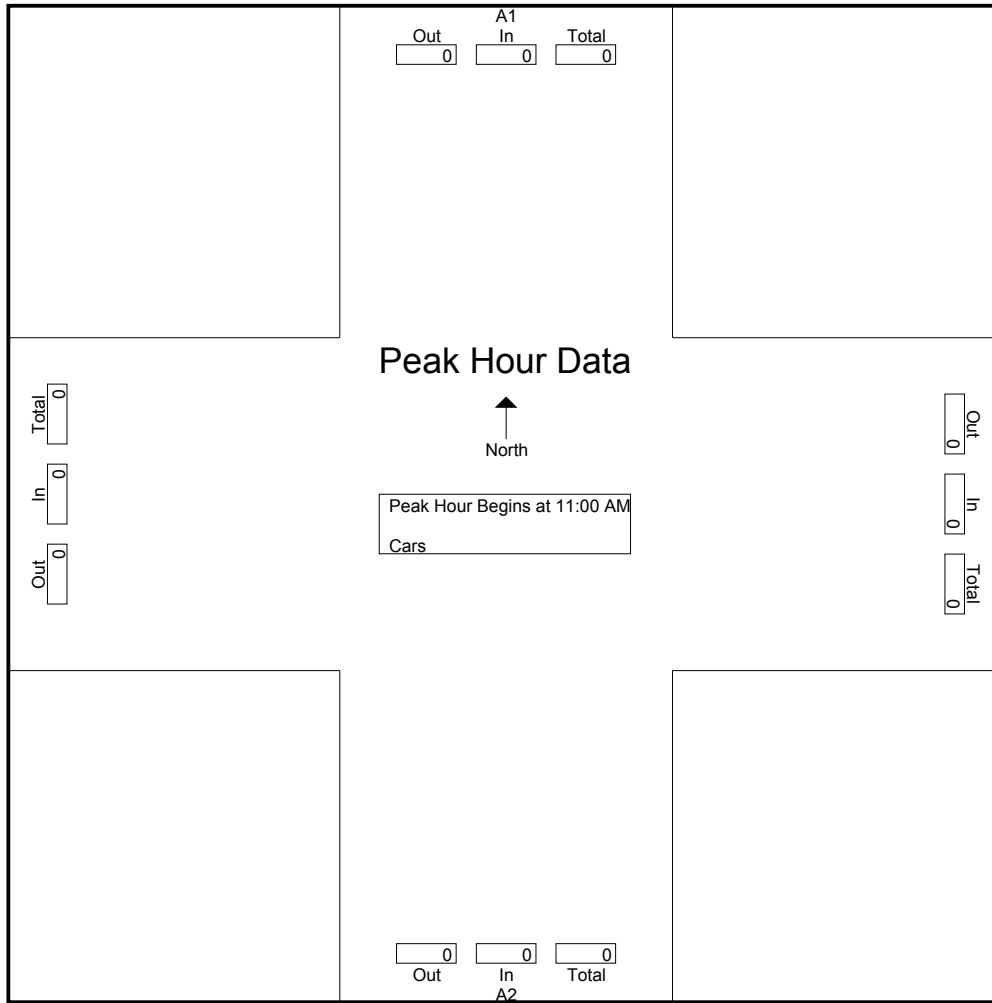 A1
Out In Total
0 0 0
Peak Hour Data
North
Peak Hour Begins at 11:00 AM
Cars
Total 0
In 0
Out 0
Out 0
In 0
Total 0
0 0 0
Out In Total
A2